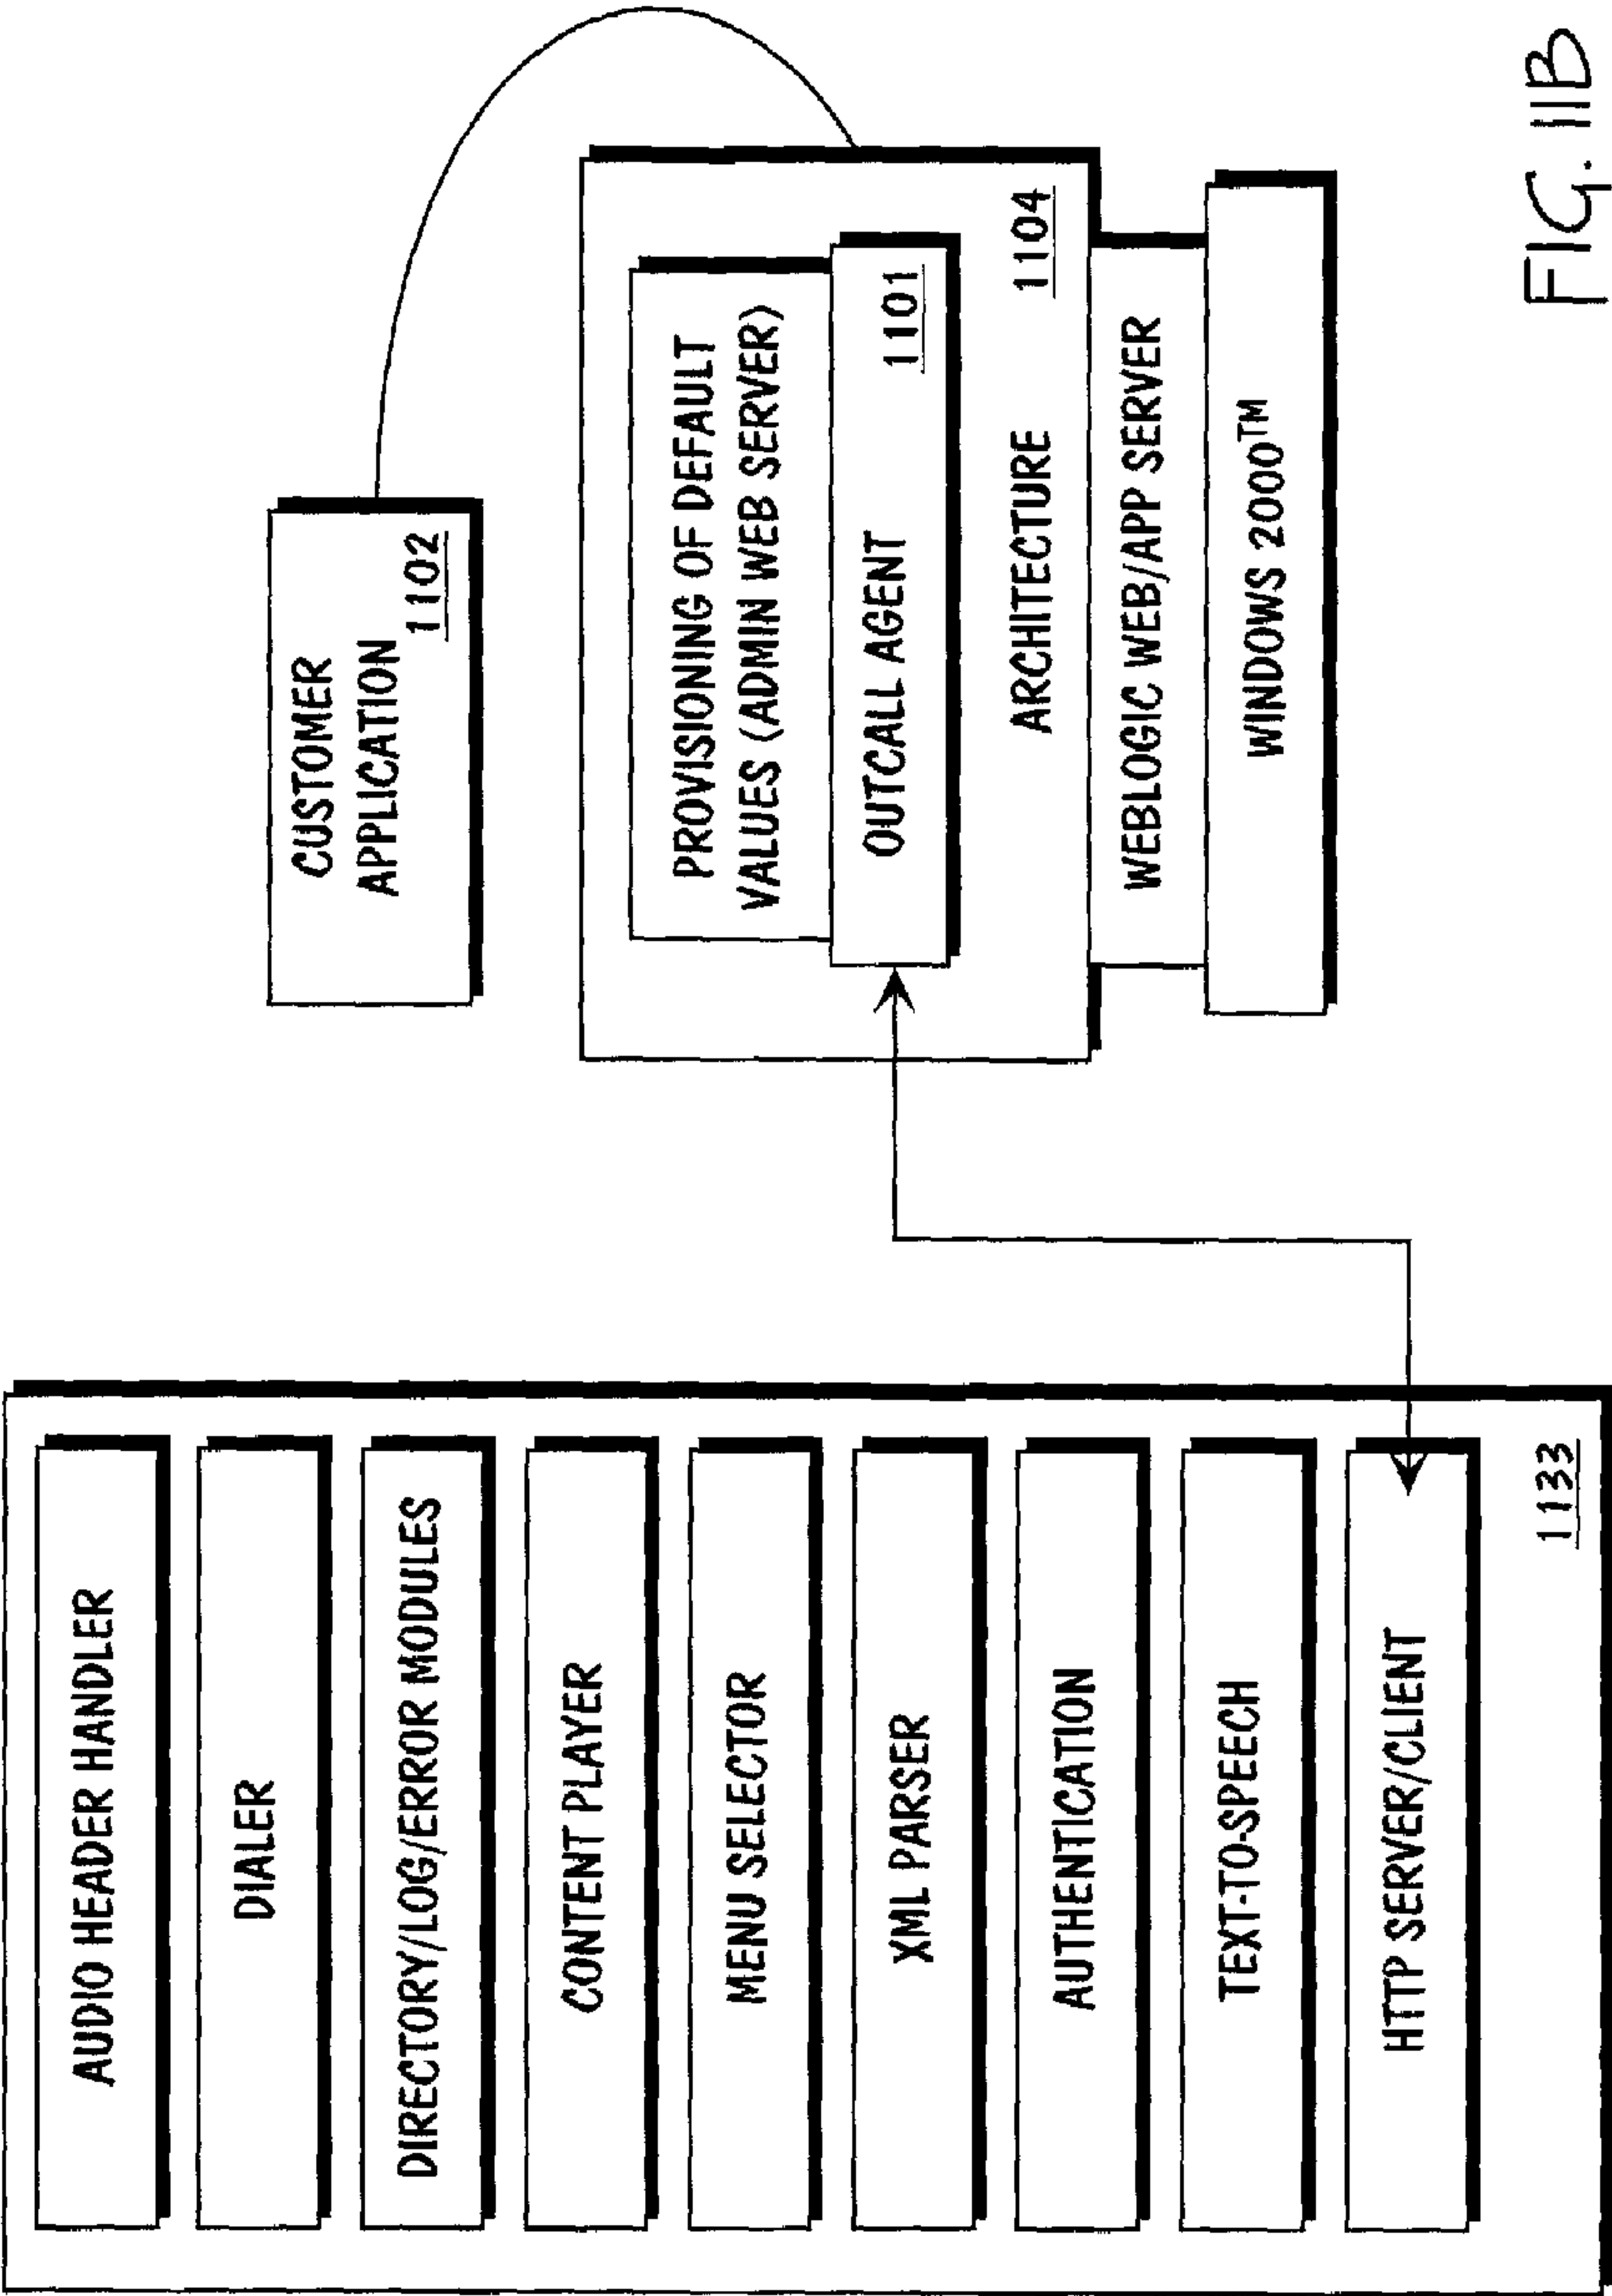 AUDIO HEADER HANDLER
DIALER
DIRECTORY/LOG/ERROR MODULES
CONTENT PLAYER
MENU SELECTOR
XML PARSER
AUTHENTICATION
TEXT-TO-SPEECH
HTTP SERVER/CLIENT
1133
CUSTOMER
APPLICATION
1102
PROVISIONING OF DEFAULT
VALUES (ADMIN WEB SERVER)
OUTCALL AGENT
1101
ARCHITECTURE
1104
WEBLOGIC WEB/APP SERVER
WINDOWS 2000™
FIG. 11B